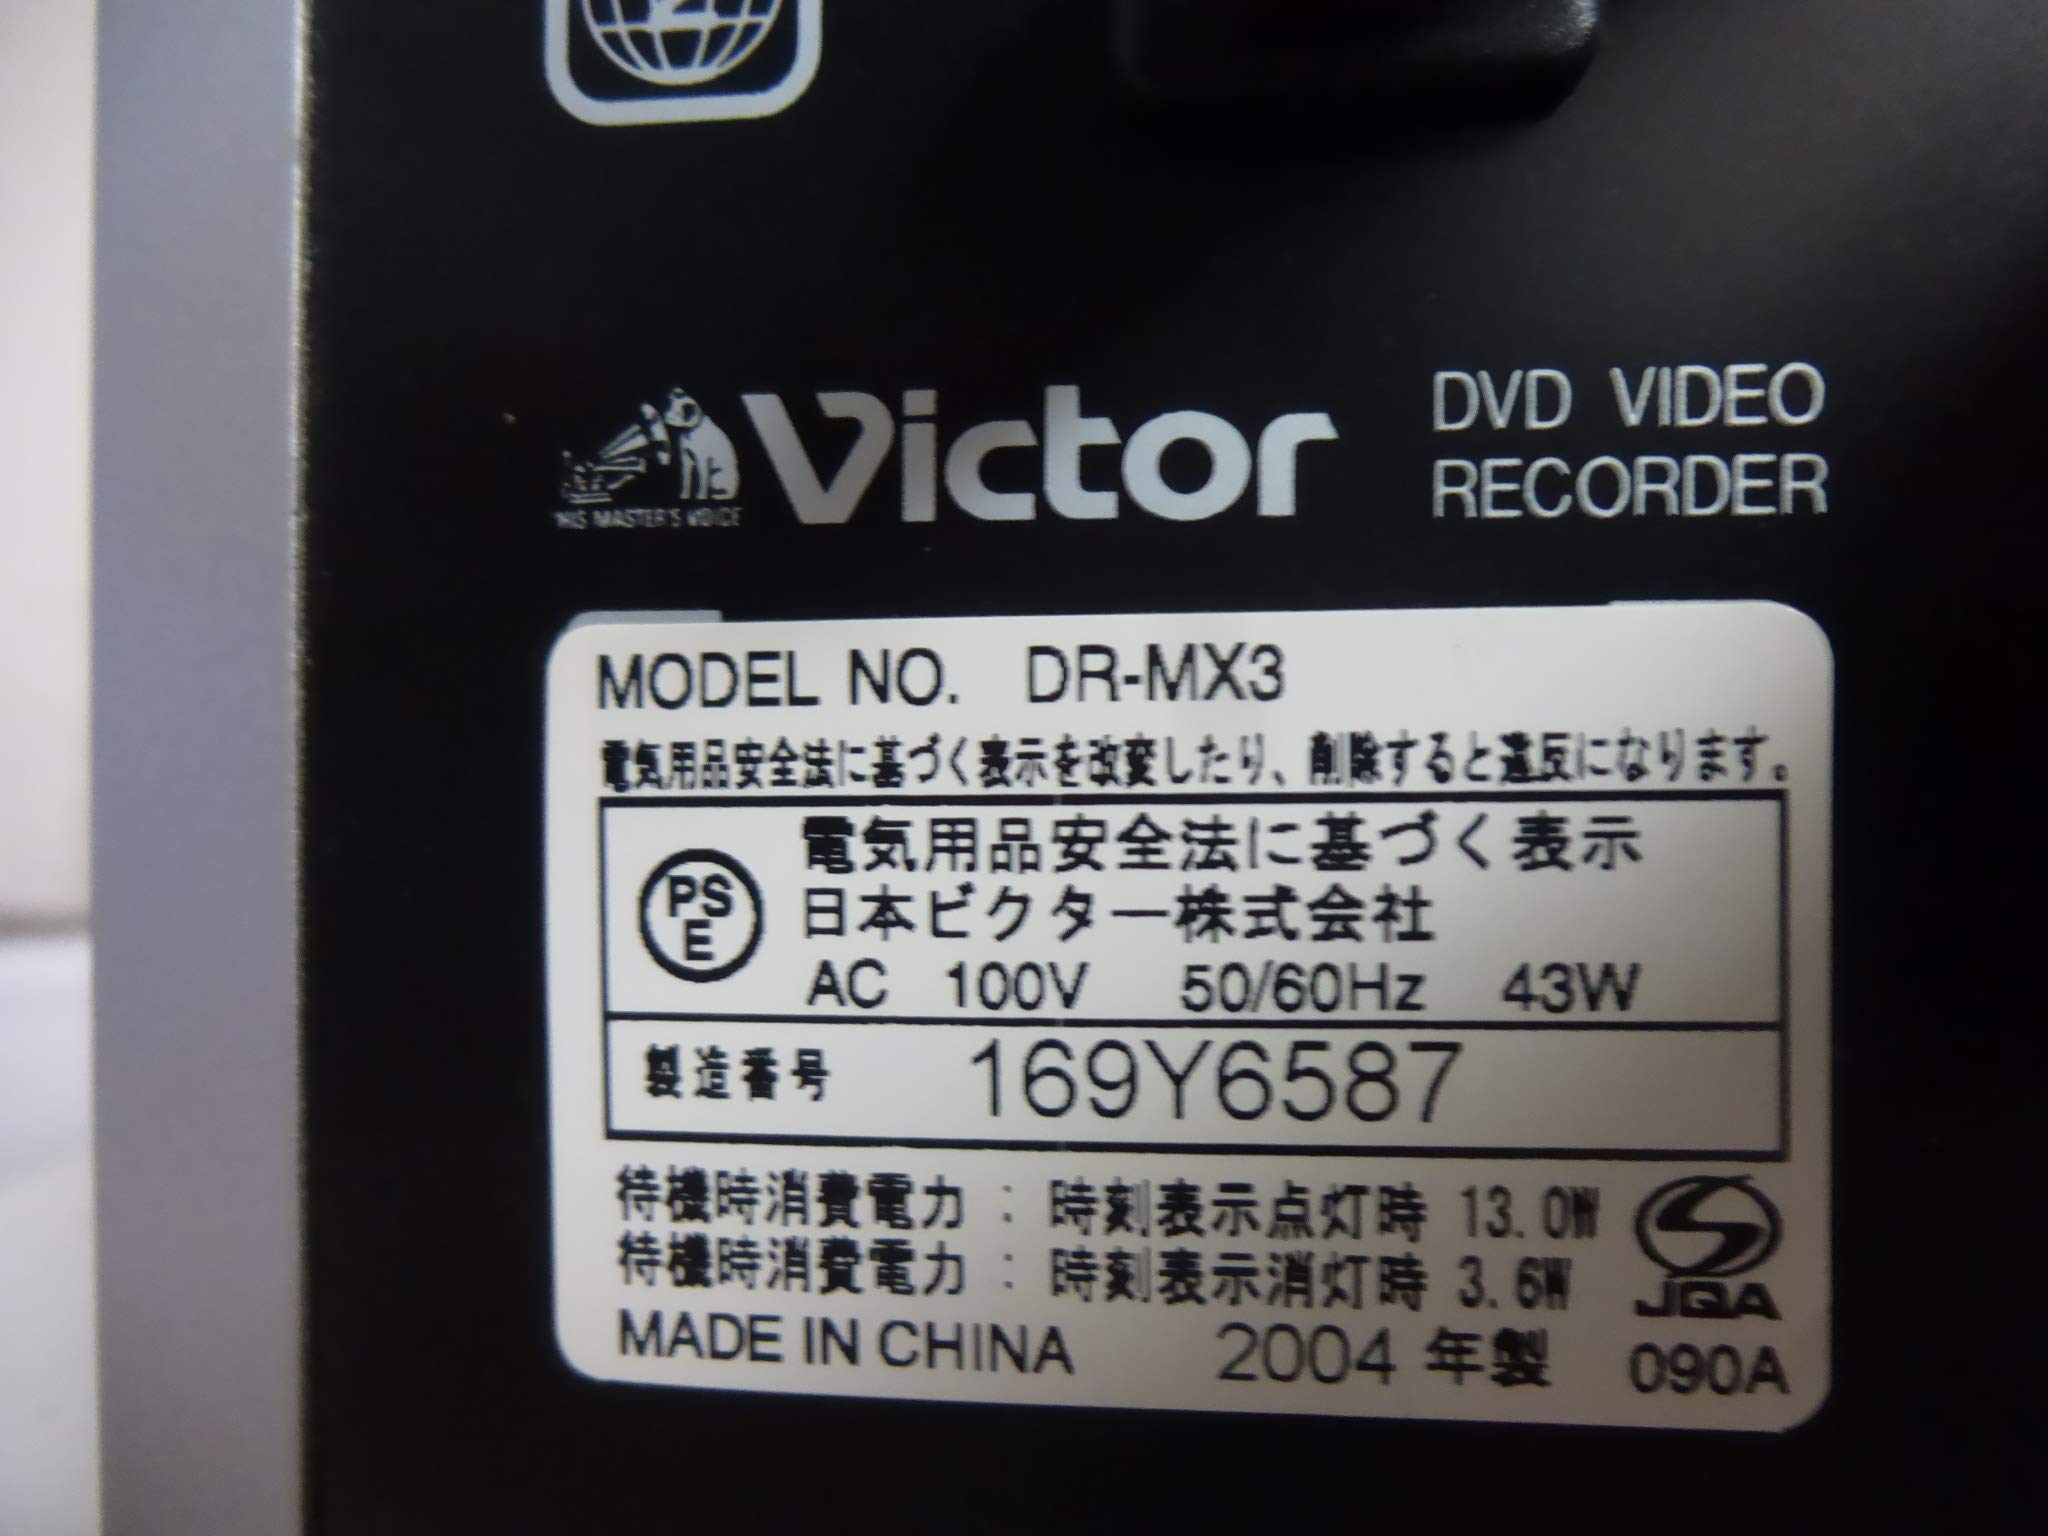 2
HIS MASTER'S VOICE
Victor
DVD VIDEO
RECORDER
MODEL NO. DR-MX3
電気用品安全法に基づく表示を改変したり、削除すると違反になります。
PS
E
電気用品安全法に基づく表示
日本ビクター株式会社
AC 100V 50/60Hz 43W
製造番号 169Y6587
待機時消費電力 : 時刻表示点灯時 13.0W
待機時消費電力 : 時刻表示消灯時 3.6W
JQA
MADE IN CHINA 2004 年製 090A